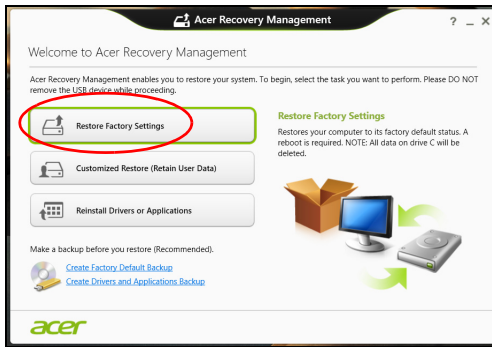 Acer Recovery Management
? _ X
Welcome to Acer Recovery Management
Acer Recovery Management enables you to restore your system. To begin, select the task you want to perform. Please DO NOT
remove the USB device while proceeding.
Restore Factory Settings
Customized Restore (Retain User Data)
Reinstall Drivers or Applications
Restore Factory Settings
Restores your computer to its factory default status. A
reboot is required. NOTE: All data on drive C will be
deleted.
Make a backup before you restore (Recommended).
Create Factory Default Backup
Create Drivers and Applications Backup
acer